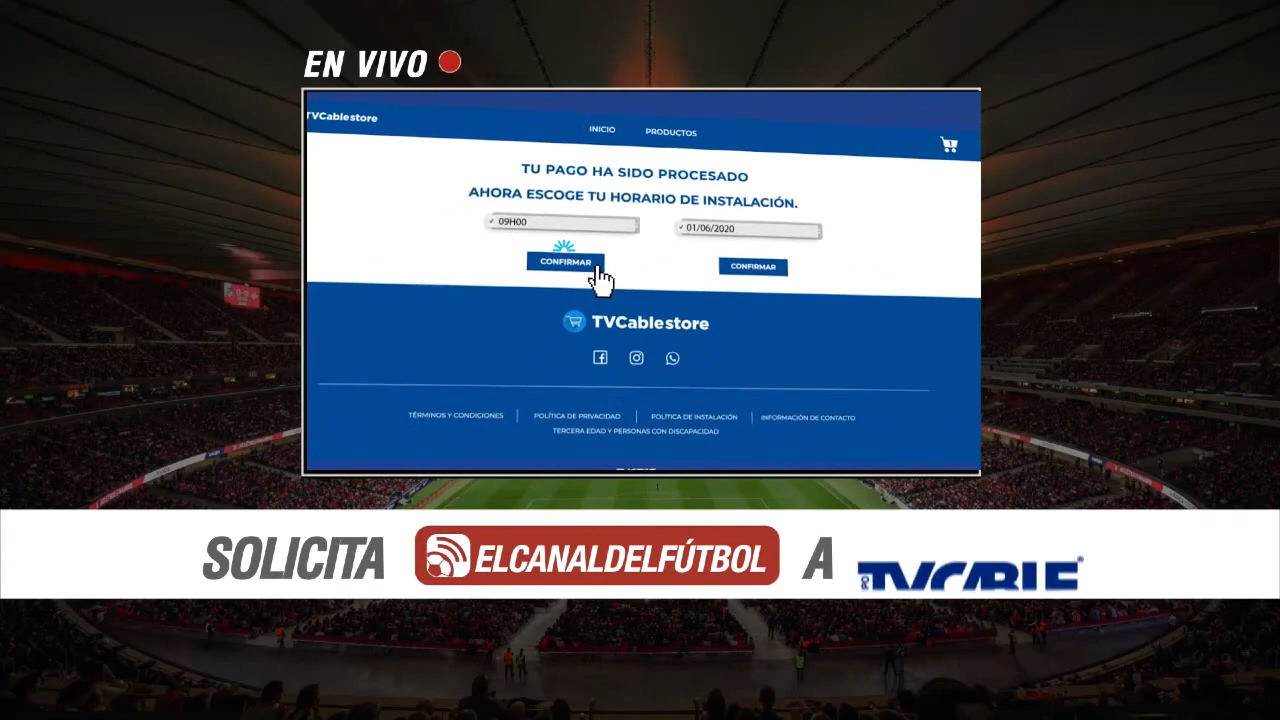 EN VIVO
TVCablestore
INICIO PRODUCTOS
1
TU PAGO HA SIDO PROCESADO
AHORA ESCOGE TU HORARIO DE INSTALACIÓN.
✓ 09H00 ✓ 01/06/2020
CONFIRMAR CONFIRMAR
TVCablestore
TÉRMINOS Y CONDICIONES | POLÍTICA DE PRIVACIDAD | POLÍTICA DE INSTALACIÓN | INFORMACIÓN DE CONTACTO
TERCERA EDAD Y PERSONAS CON DISCAPACIDAD
SOLICITA ELCANALDELFÚTBOL A TVCABLE®